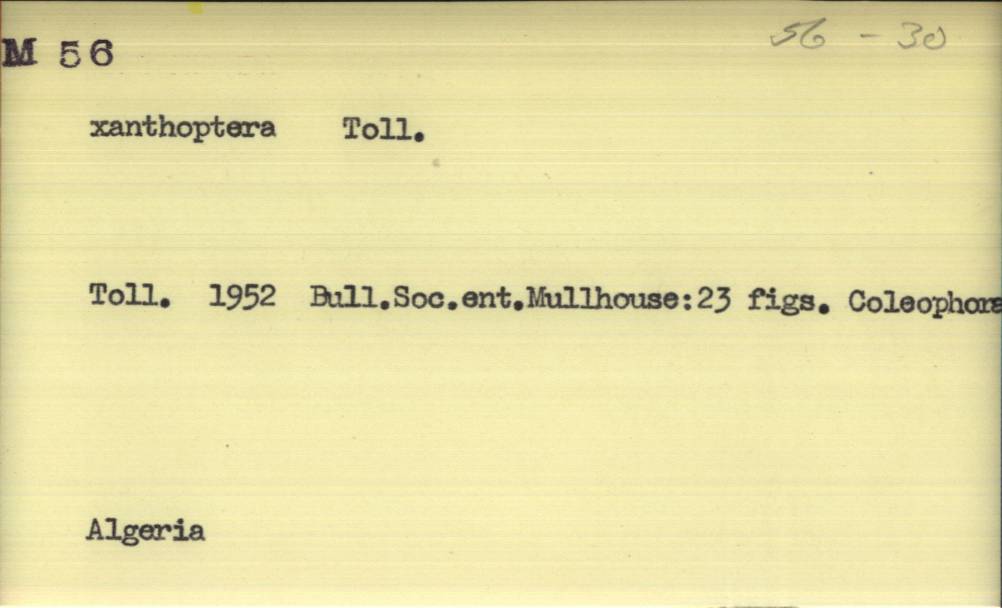 M 56
56 - 30
xanthoptera Toll.
Toll. 1952 Bull.Soc.ent.Mullhouse:23 figs. Coleophora
Algeria